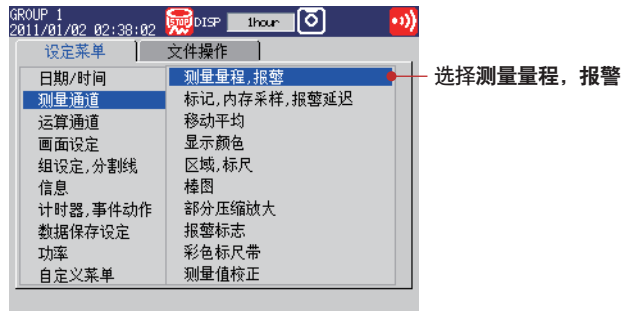 GROUP 1
2011/01/02 02:38:02 STOP DISP 1hour
设定菜单 文件操作
日期/时间
测量通道
运算通道
画面设定
组设定,分割线
信息
计时器,事件动作
数据保存设定
功率
自定义菜单
测量量程,报警
标记,内存采样,报警延迟
移动平均
显示颜色
区域,标尺
棒图
部分压缩放大
报警标志
彩色标尺带
测量值校正
选择测量量程，报警